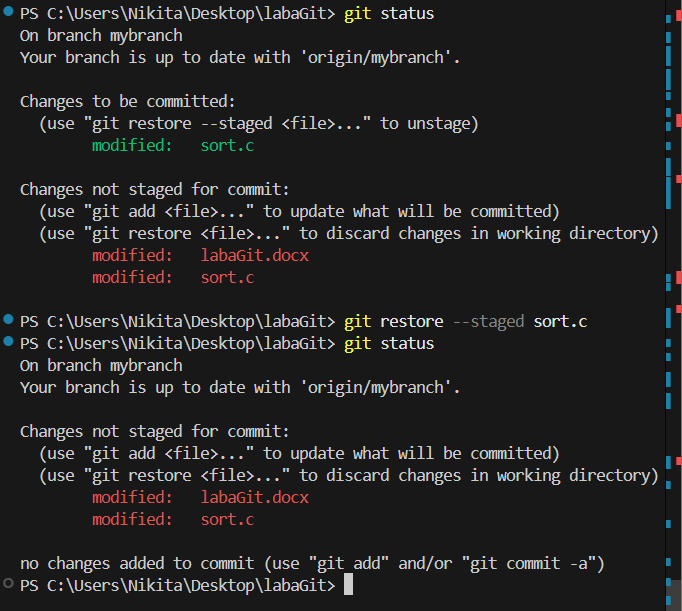 PS C:\Users\Nikita\Desktop\labaGit> git status
On branch mybranch
Your branch is up to date with 'origin/mybranch'.
Changes to be committed:
  (use "git restore --staged <file>..." to unstage)
        modified:   sort.c
Changes not staged for commit:
  (use "git add <file>..." to update what will be committed)
  (use "git restore <file>..." to discard changes in working directory)
        modified:   labaGit.docx
        modified:   sort.c
PS C:\Users\Nikita\Desktop\labaGit> git restore --staged sort.c
PS C:\Users\Nikita\Desktop\labaGit> git status
On branch mybranch
Your branch is up to date with 'origin/mybranch'.
Changes not staged for commit:
  (use "git add <file>..." to update what will be committed)
  (use "git restore <file>..." to discard changes in working directory)
        modified:   labaGit.docx
        modified:   sort.c
no changes added to commit (use "git add" and/or "git commit -a")
PS C:\Users\Nikita\Desktop\labaGit>